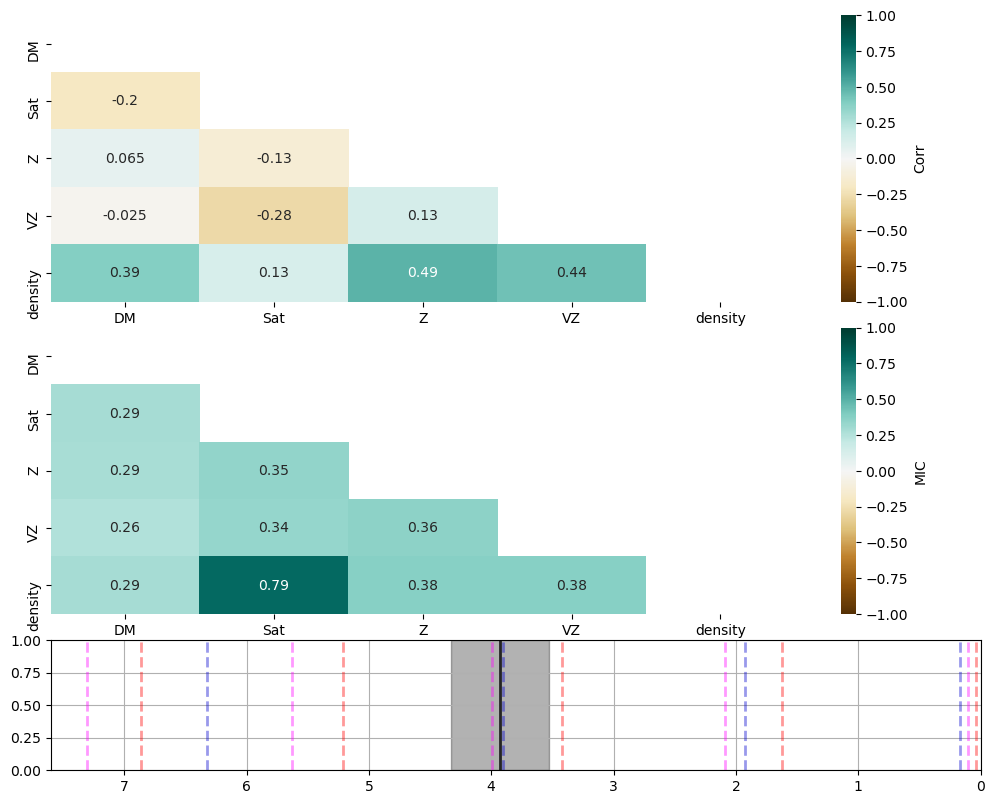 DM
Sat
Z
VZ
density
-0.2
0.065
-0.13
-0.025
-0.28
0.13
0.39
0.13
0.49
0.44
DM
Sat
Z
VZ
density
1.00
0.75
0.50
0.25
0.00
−0.25
−0.50
−0.75
−1.00
Corr
DM
Sat
Z
VZ
density
0.29
0.29
0.35
0.26
0.34
0.36
0.29
0.79
0.38
0.38
DM
Sat
Z
VZ
density
1.00
0.75
0.50
0.25
0.00
−0.25
−0.50
−0.75
−1.00
MIC
1.00
0.75
0.50
0.25
0.00
7
6
5
4
3
2
1
0